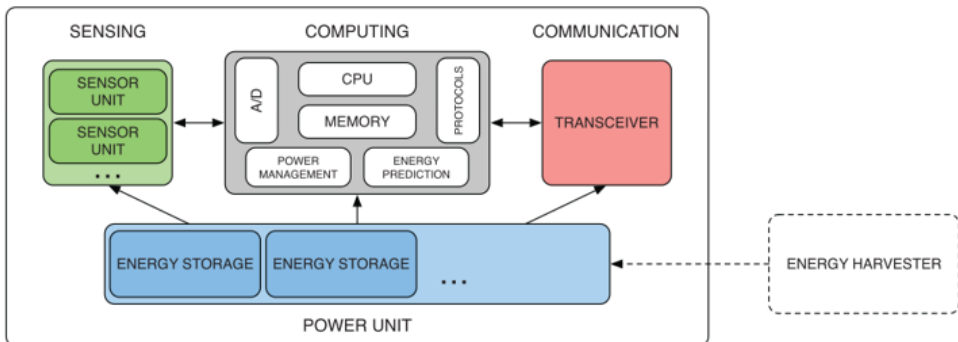 SENSING
COMPUTING
COMMUNICATION
SENSOR
UNIT
SENSOR
UNIT
...
A/D
CPU
MEMORY
PROTOCOLS
POWER
MANAGEMENT
ENERGY
PREDICTION
TRANSCEIVER
ENERGY STORAGE
ENERGY STORAGE
...
ENERGY HARVESTER
POWER UNIT